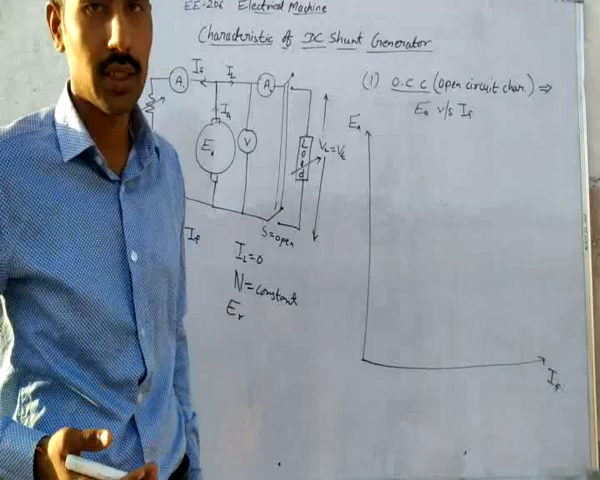 EE-206 Electrical Machine
Characteristic of DC Shunt Generator
(1) O.C.C (Open circuit char.) ⇒
Ea v/s If
A If IL A
Ia
Ea V
Load VL=Vt
S=open
If
IL=0
N=constant
Er
Ea
If